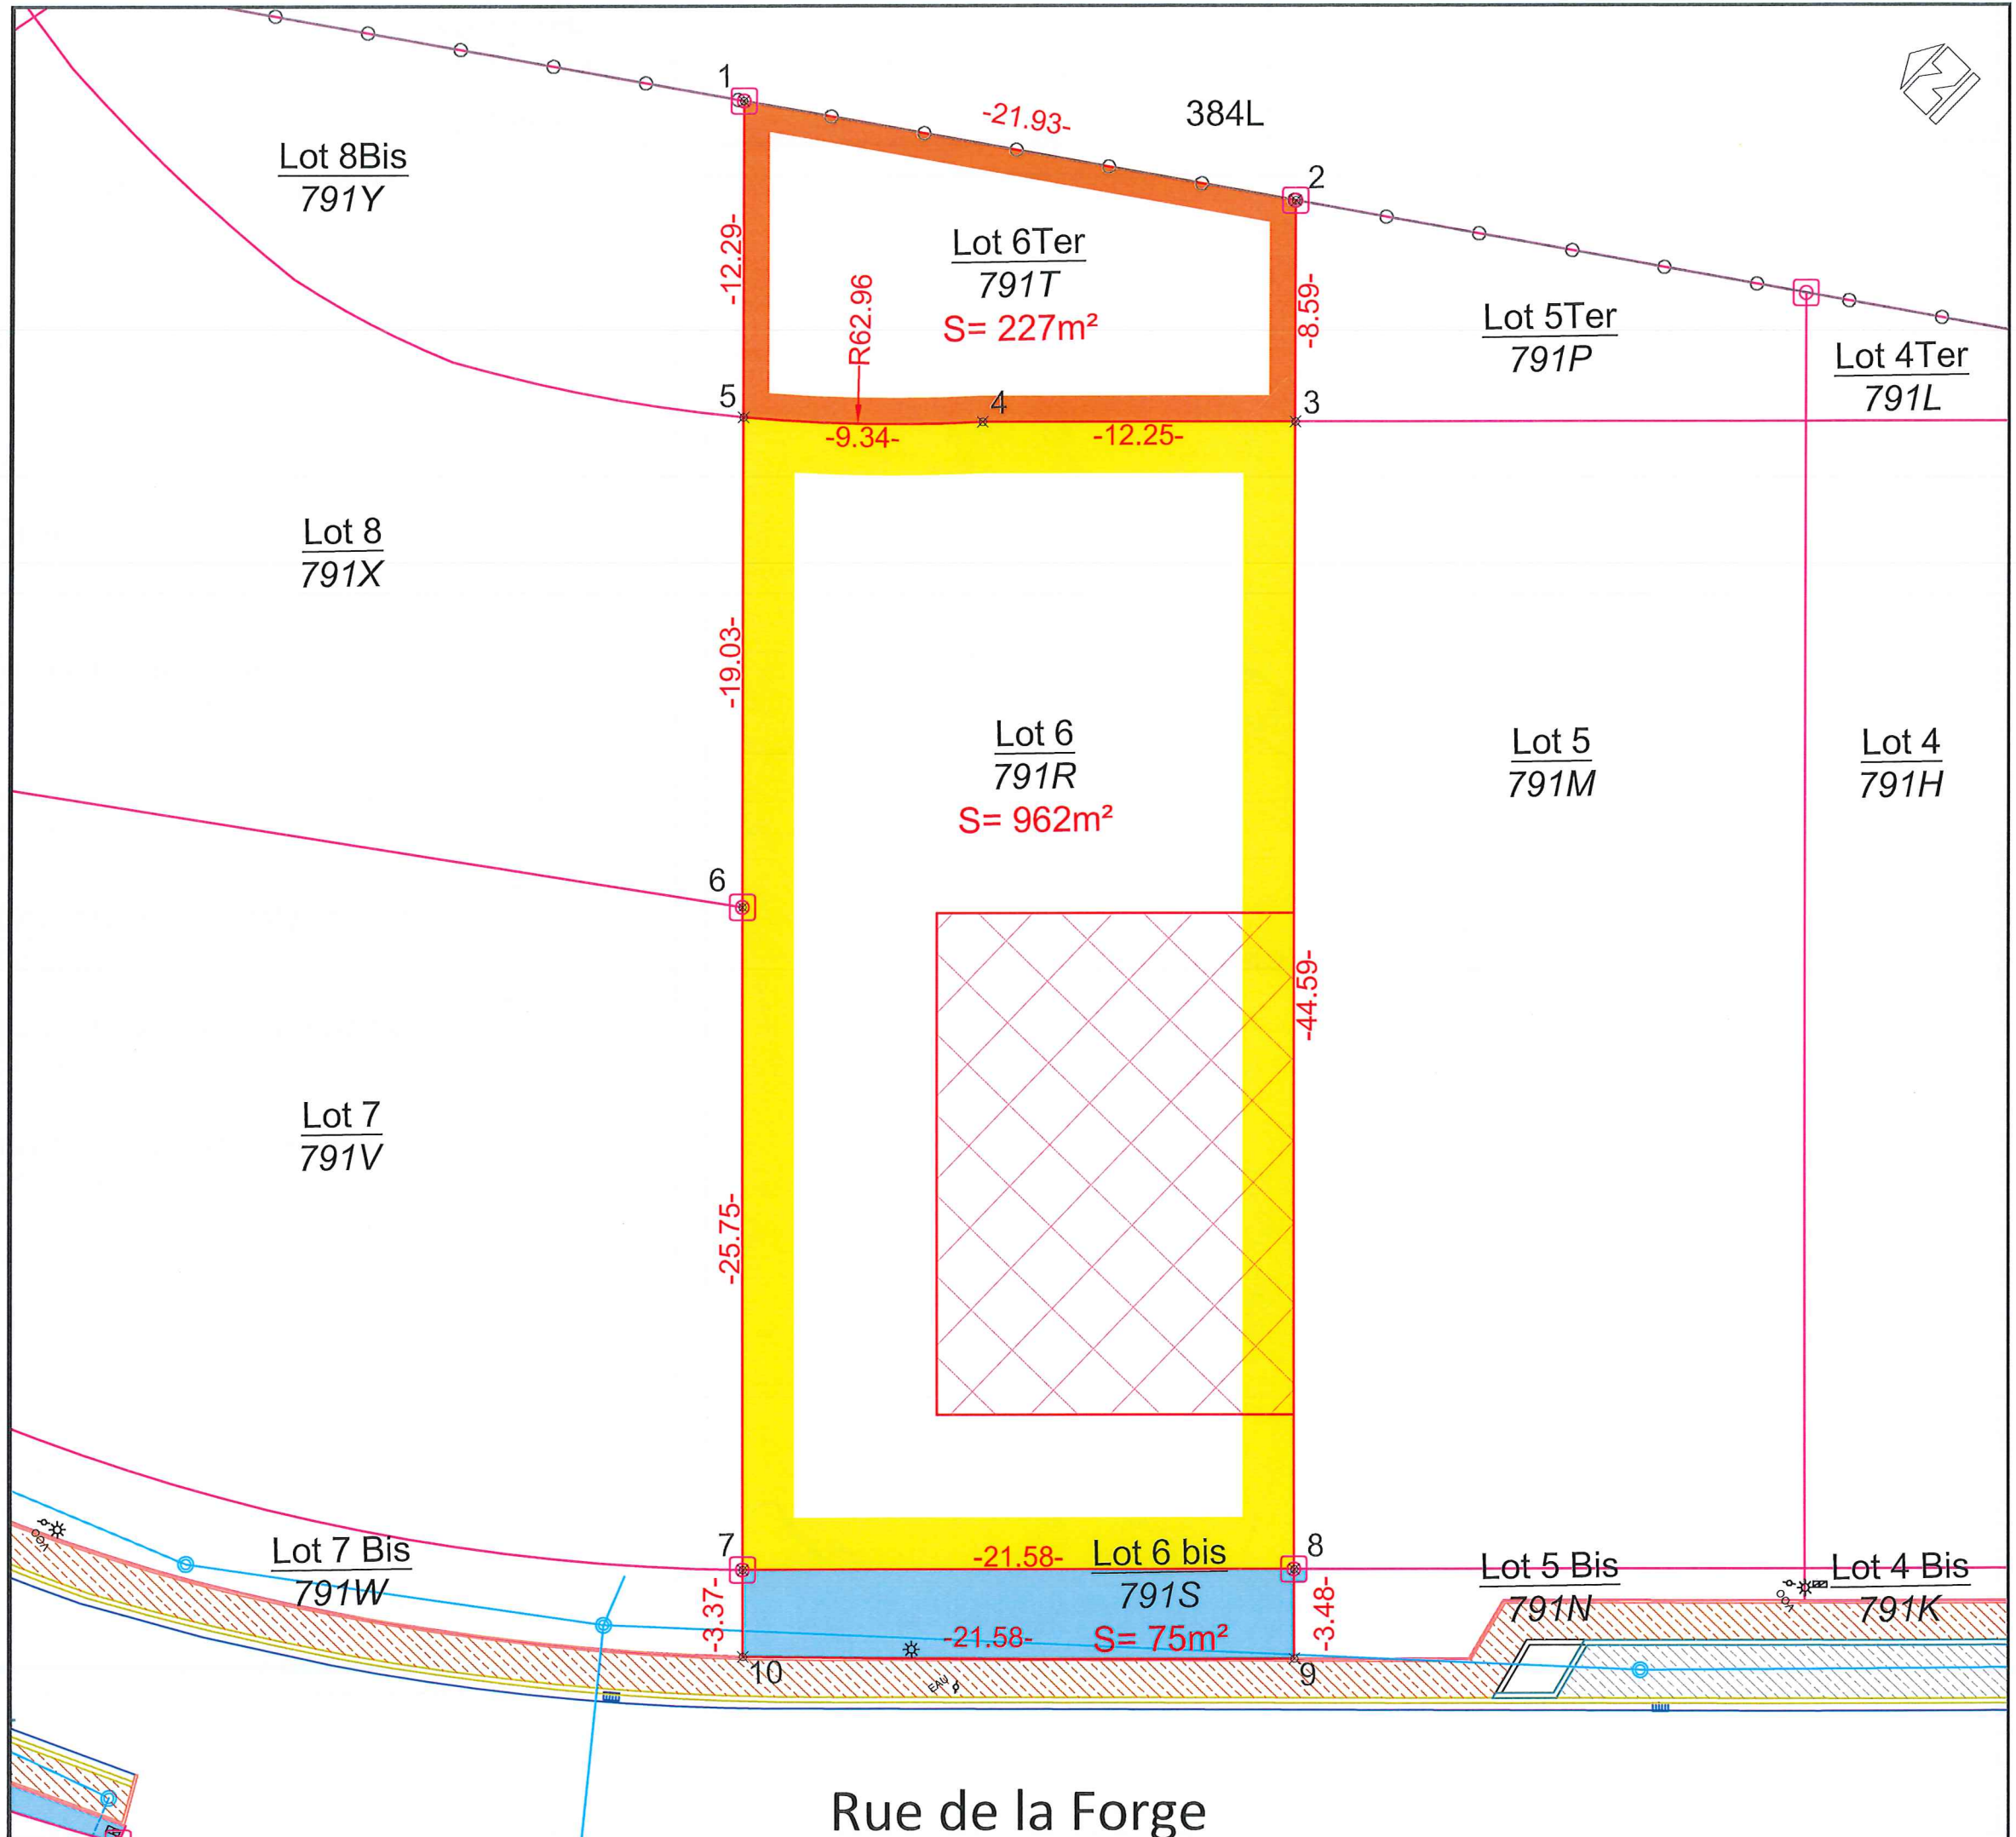 1
-21.93-
384L
2
Lot 8Bis
791Y
-12.29-
Lot 6Ter
791T
S= 227m²
R62.96
-8.59-
Lot 5Ter
791P
Lot 4Ter
791L
5
4
3
-9.34-
-12.25-
Lot 8
791X
-19.03-
Lot 6
791R
S= 962m²
Lot 5
791M
Lot 4
791H
6
-44.59-
Lot 7
791V
-25.75-
7
-21.58-
8
Lot 7 Bis
791W
-3.37-
Lot 6 bis
791S
S= 75m²
-21.58-
-3.48-
Lot 5 Bis
791N
Lot 4 Bis
791K
10
9
EAU
VOO
VOO
Rue de la Forge